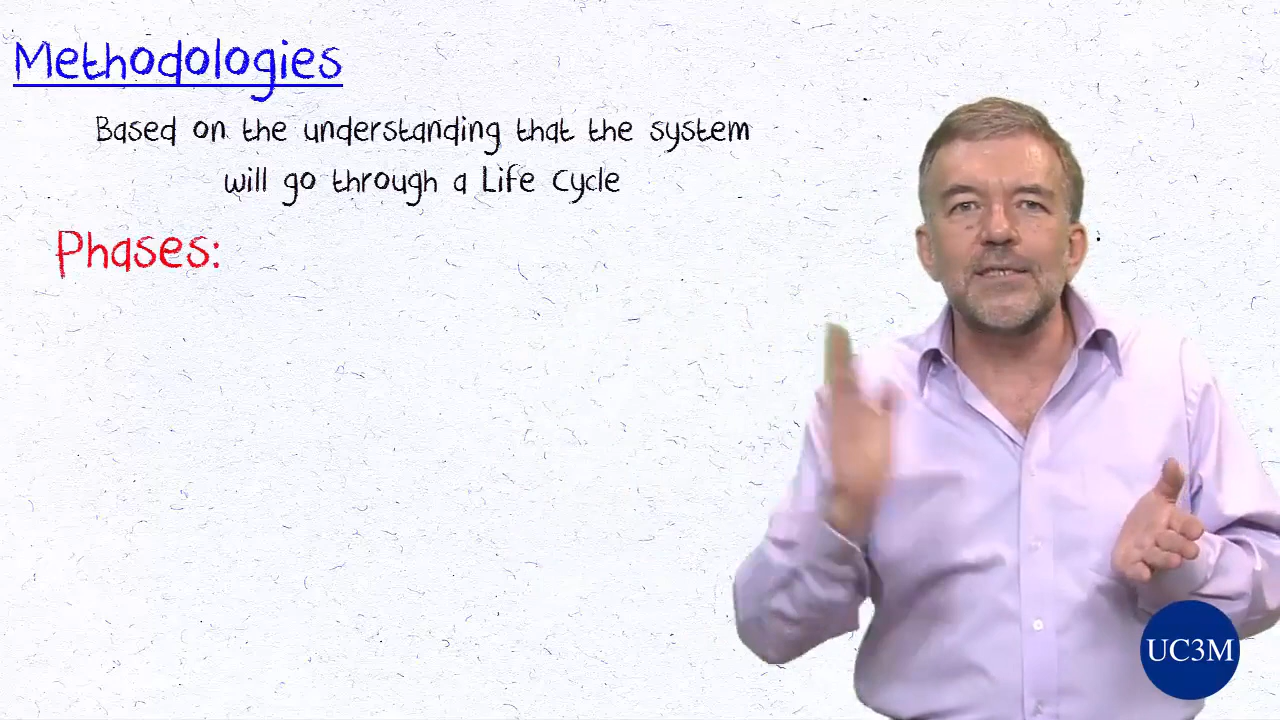 Methodologies
Based on the understanding that the system
will go through a Life Cycle
Phases:
UC3M